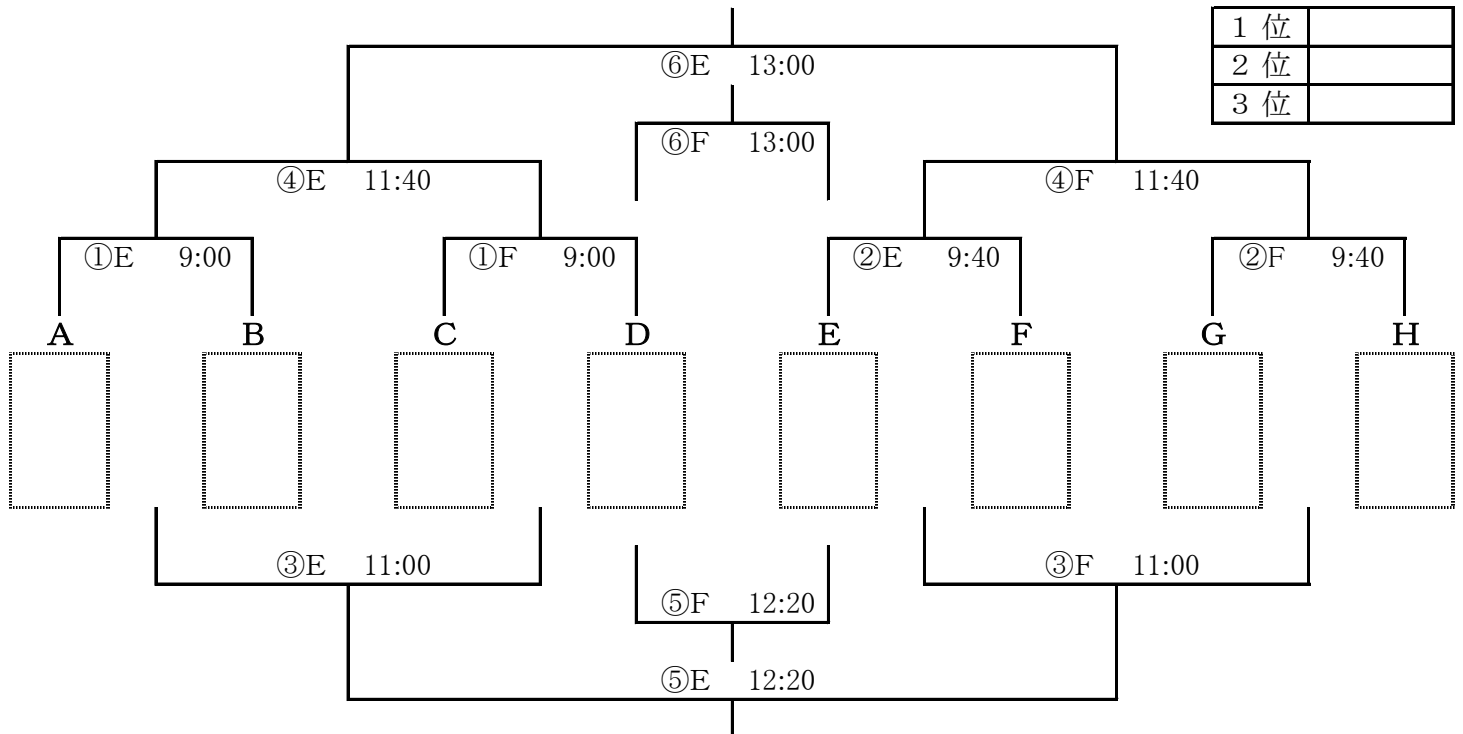 ⑥E 13:00
1 位
2 位
3 位
⑥F 13:00
④E 11:40 ④F 11:40
①E 9:00 ①F 9:00 ②E 9:40 ②F 9:40
A B C D E F G H
③E 11:00 ③F 11:00
⑤F 12:20
⑤E 12:20